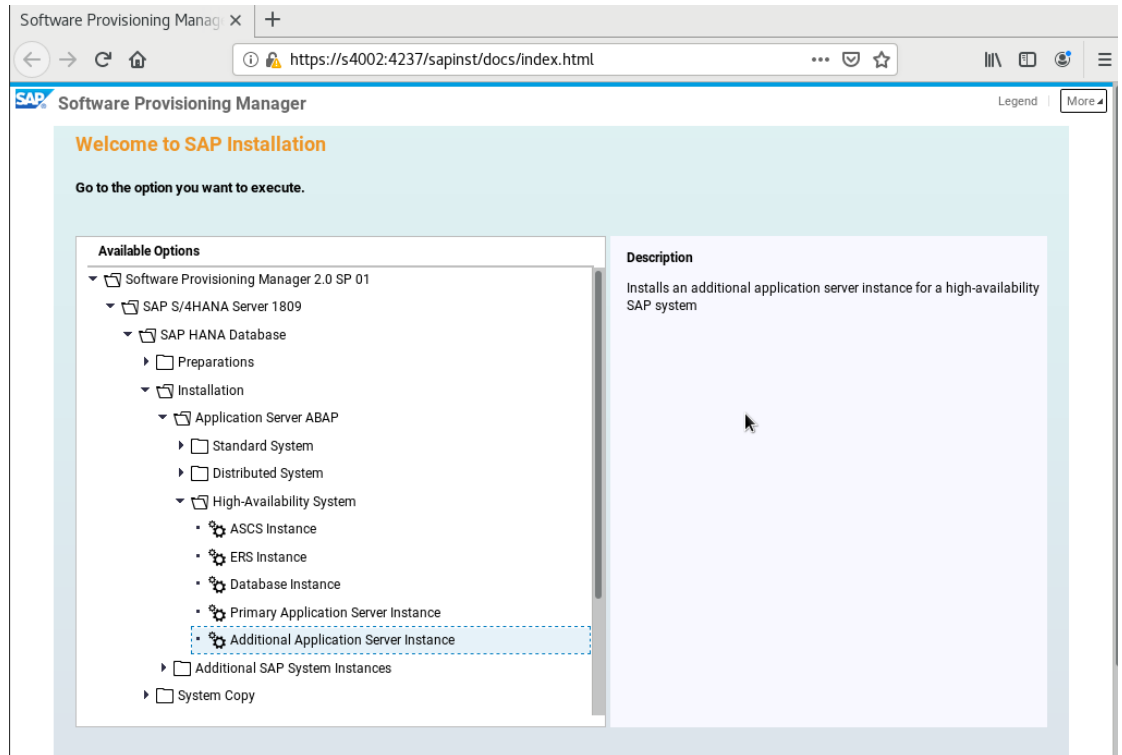 Software Provisioning Manag
https://s4002:4237/sapinst/docs/index.html
SAP Software Provisioning Manager
Legend
More
Welcome to SAP Installation
Go to the option you want to execute.
Available Options
Software Provisioning Manager 2.0 SP 01
SAP S/4HANA Server 1809
SAP HANA Database
Preparations
Installation
Application Server ABAP
Standard System
Distributed System
High-Availability System
ASCS Instance
ERS Instance
Database Instance
Primary Application Server Instance
Additional Application Server Instance
Additional SAP System Instances
System Copy
Description
Installs an additional application server instance for a high-availability
SAP system